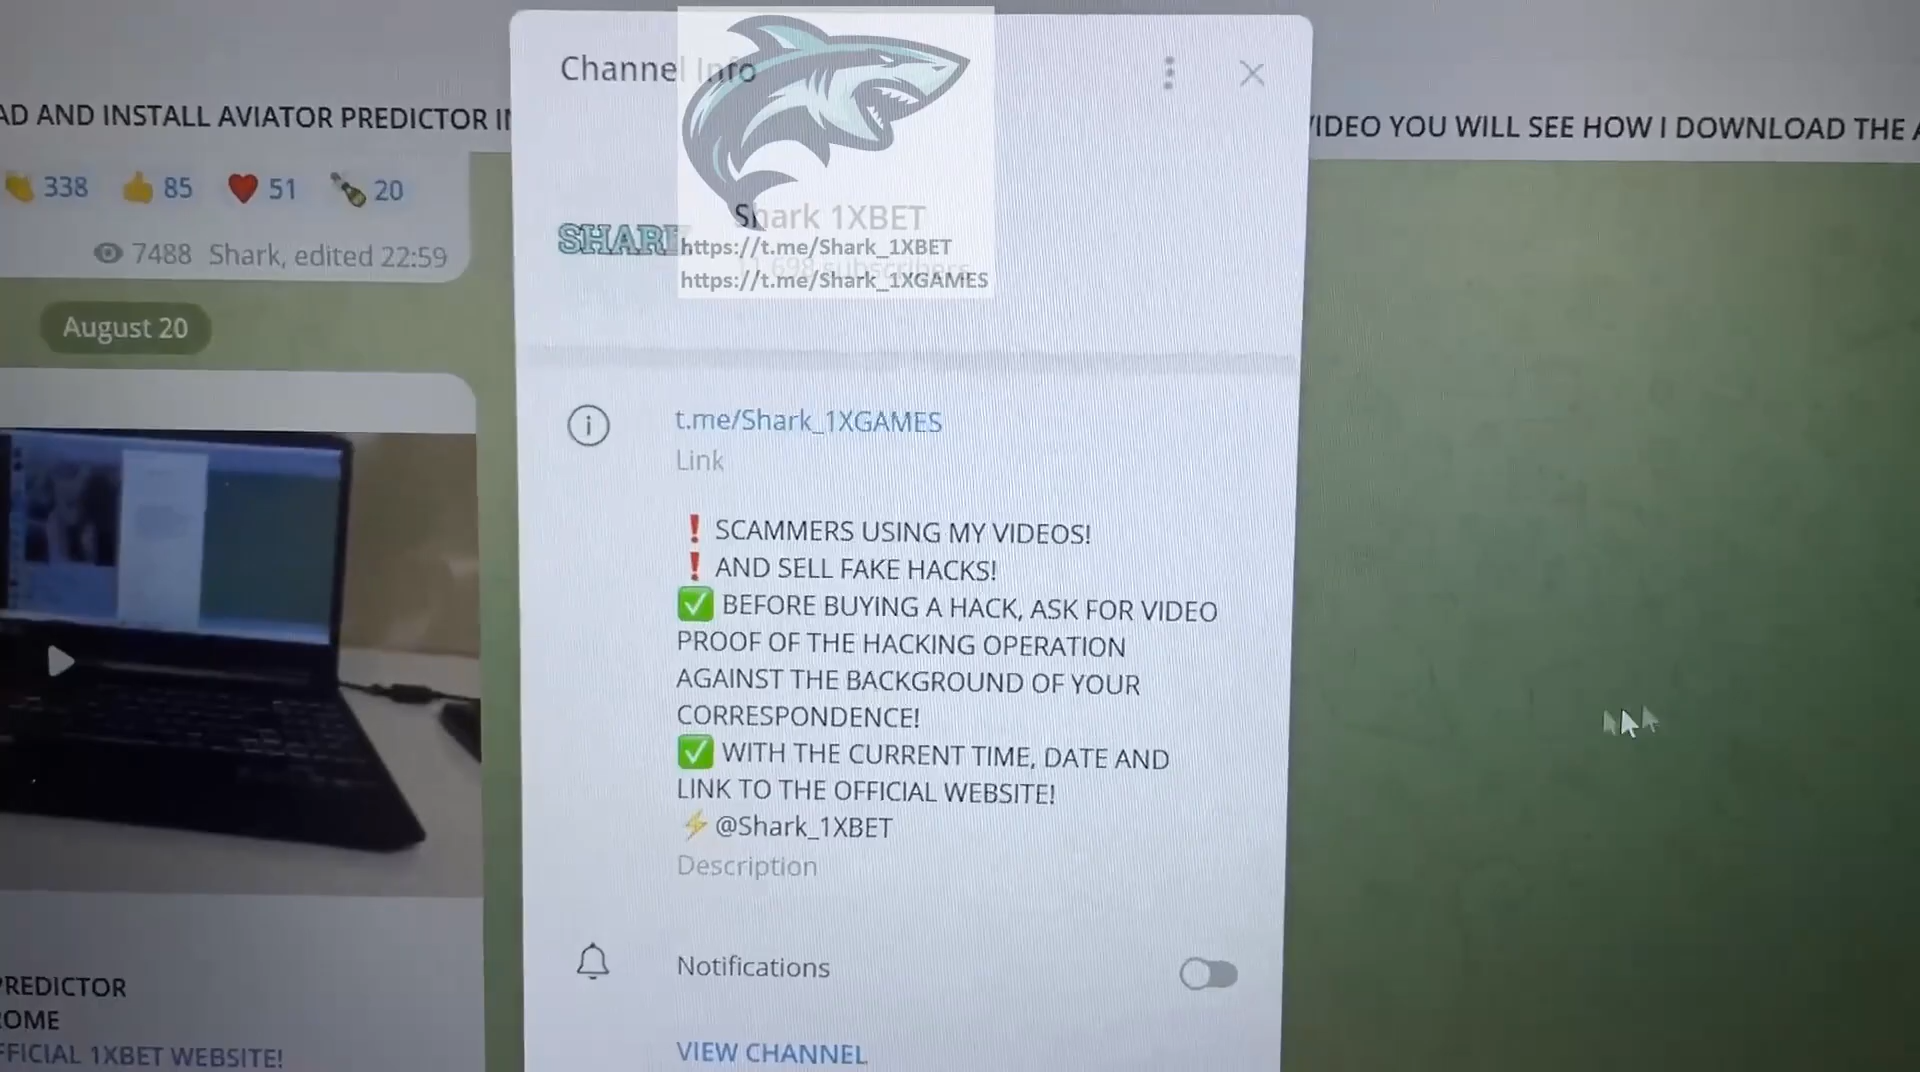 Channel Info
AD AND INSTALL AVIATOR PREDICTOR
VIDEO YOU WILL SEE HOW I DOWNLOAD THE
338 85 51 20
7488 Shark, edited 22:59
August 20
SHARK
Shark 1XBET
https://t.me/Shark_1XBET
698 subscribers
https://t.me/Shark_1XGAMES
t.me/Shark_1XGAMES
Link
❗ SCAMMERS USING MY VIDEOS!
❗ AND SELL FAKE HACKS!
✅ BEFORE BUYING A HACK, ASK FOR VIDEO
PROOF OF THE HACKING OPERATION
AGAINST THE BACKGROUND OF YOUR
CORRESPONDENCE!
✅ WITH THE CURRENT TIME, DATE AND
LINK TO THE OFFICIAL WEBSITE!
⚡ @Shark_1XBET
Description
Notifications
VIEW CHANNEL
PREDICTOR
OME
FFICIAL 1XBET WEBSITE!